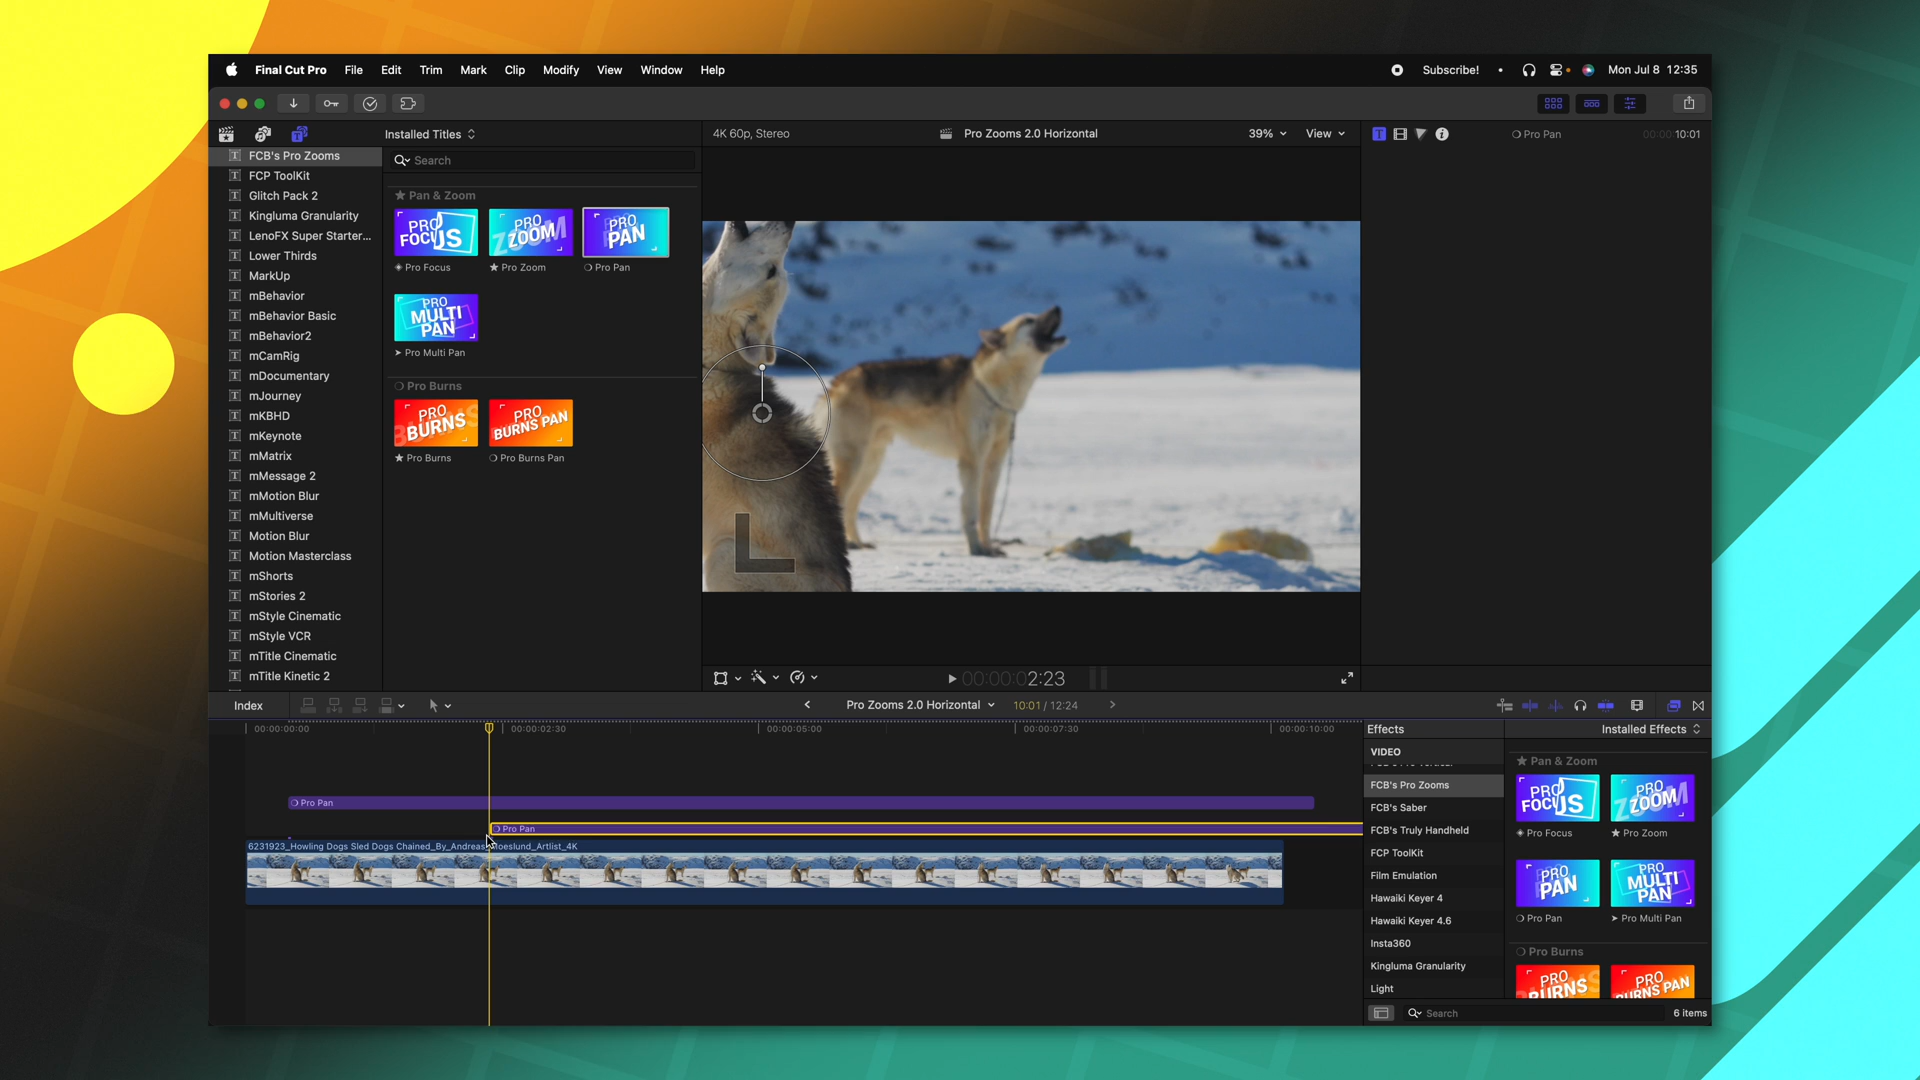 Final Cut Pro File Edit Trim Mark Clip Modify View Window Help Subscribe! • Mon Jul 8 12:35
Installed Titles
4K 60p, Stereo
Pro Zooms 2.0 Horizontal
39%
View
Pro Pan
00:00:10:01
FCB's Pro Zooms
FCP ToolKit
Glitch Pack 2
Kingluma Granularity
LenoFX Super Starter...
Lower Thirds
MarkUp
mBehavior
mBehavior Basic
mBehavior2
mCamRig
mDocumentary
mJourney
mKBHD
mKeynote
mMatrix
mMessage 2
mMotion Blur
mMultiverse
Motion Blur
Motion Masterclass
mShorts
mStories 2
mStyle Cinematic
mStyle VCR
mTitle Cinematic
mTitle Kinetic 2
Search
Pan & Zoom
PRO FOCUS
PRO ZOOM
PRO PAN
Pro Focus
Pro Zoom
Pro Pan
PRO MULTI PAN
Pro Multi Pan
Pro Burns
PRO BURNS
PRO BURNS PAN
Pro Burns
Pro Burns Pan
00:00:02:23
Index
Pro Zooms 2.0 Horizontal
10:01 / 12:24
00:00:00:00
00:00:02:30
00:00:05:00
00:00:07:30
00:00:10:00
Pro Pan
Pro Pan
6231923_Howling Dogs Sled Dogs Chained_By_Andreas
oeslund_Artlist_4K
Effects
Installed Effects
VIDEO
FCB's Pro Zooms
FCB's Saber
FCB's Truly Handheld
FCP ToolKit
Film Emulation
Hawaiki Keyer 4
Hawaiki Keyer 4.6
Insta360
Kingluma Granularity
Light
Pan & Zoom
PRO FOCUS
PRO ZOOM
Pro Focus
Pro Zoom
PRO PAN
PRO MULTI PAN
Pro Pan
Pro Multi Pan
Pro Burns
PRO BURNS
PRO BURNS PAN
Search
6 items